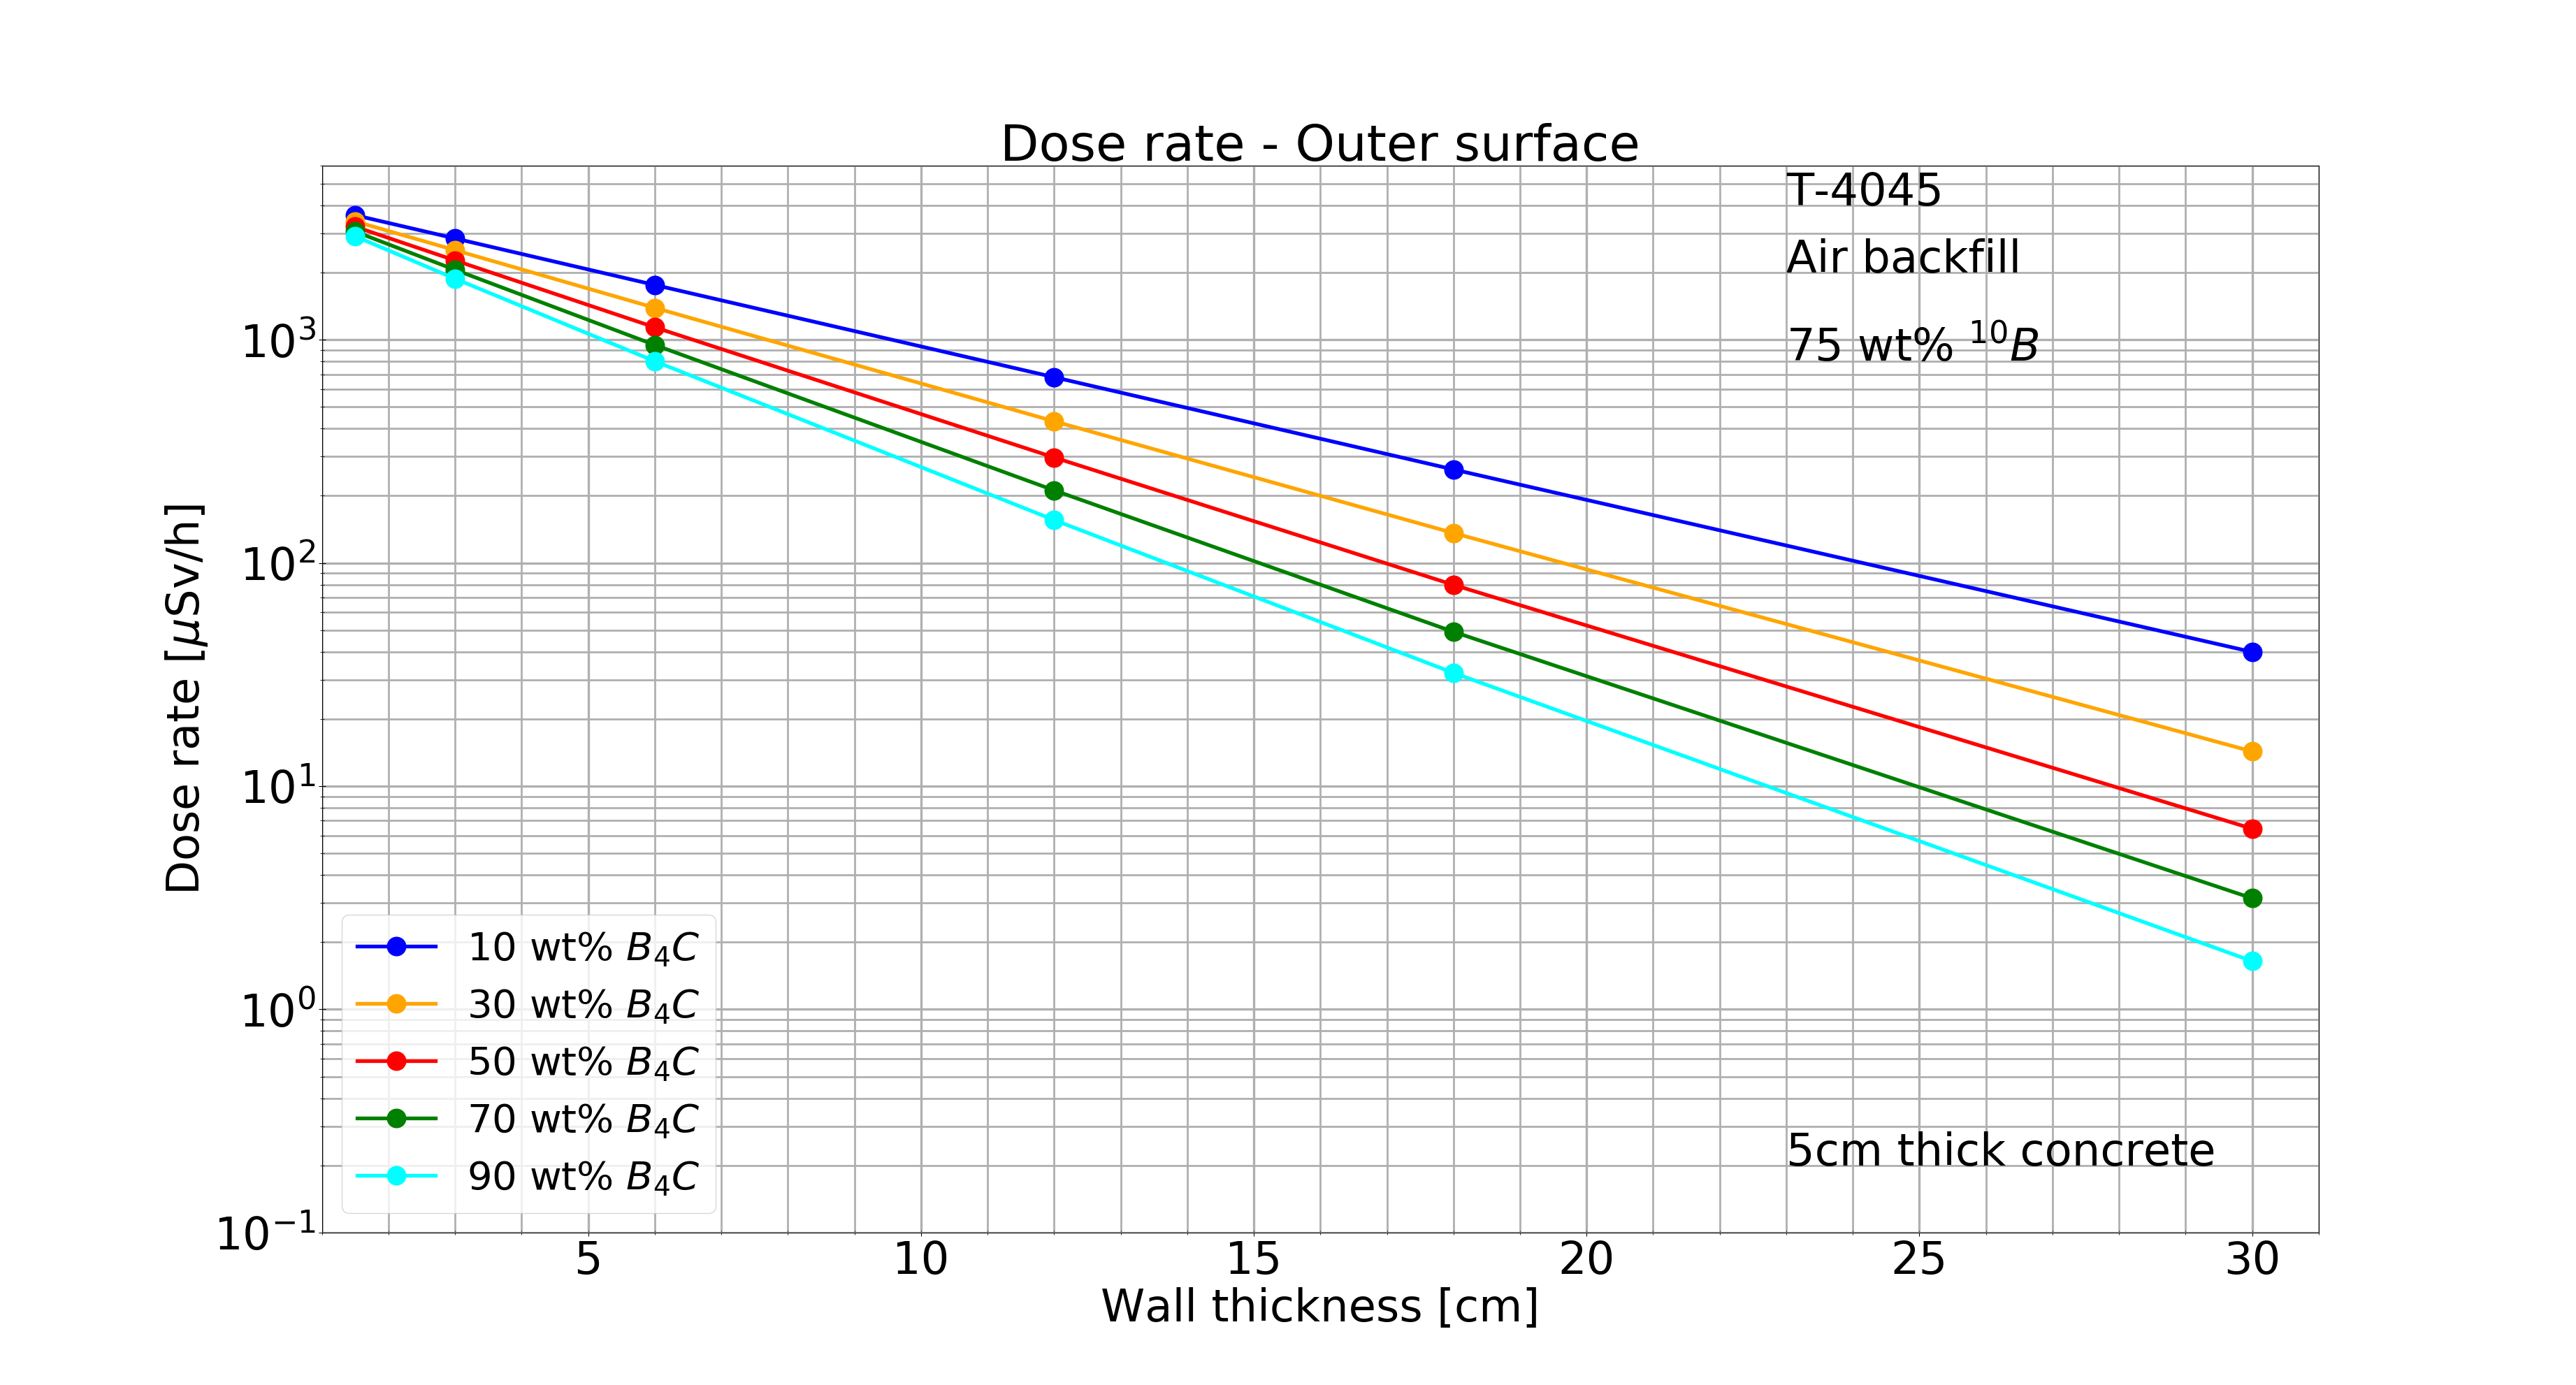 Dose rate - Outer surface
T-4045
Air backfill
75 wt% ¹⁰B
Dose rate [μSv/h]
10³
10²
10¹
10⁰
10⁻¹
10 wt% B₄C
30 wt% B₄C
50 wt% B₄C
70 wt% B₄C
90 wt% B₄C
5cm thick concrete
5 10 15 20 25 30
Wall thickness [cm]